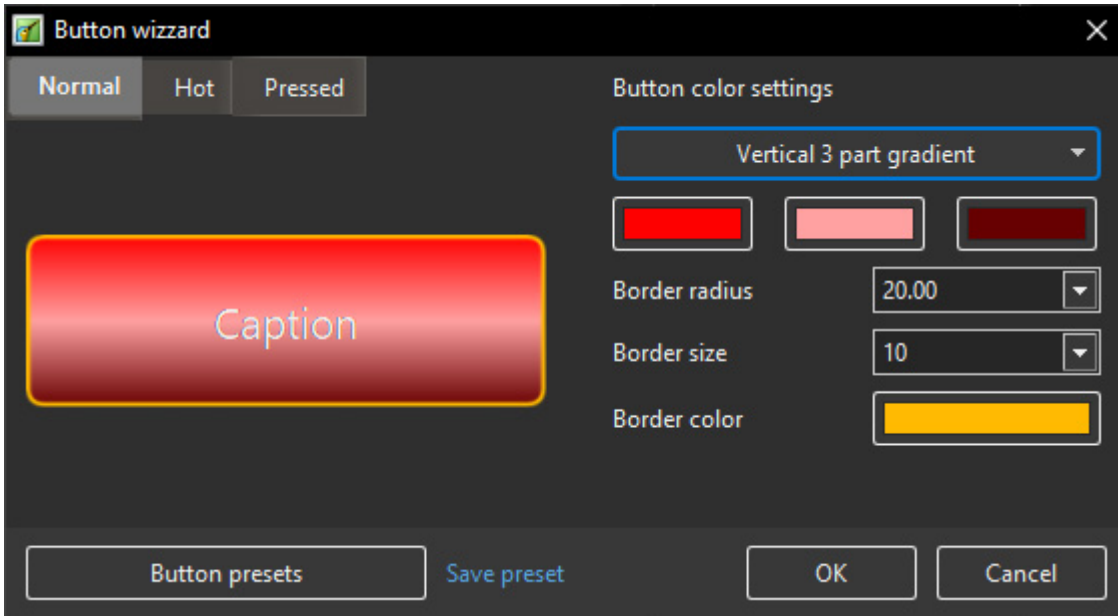 Button wizzard
Normal Hot Pressed
Button color settings
Vertical 3 part gradient
Caption
Border radius 20.00
Border size 10
Border color
Button presets Save preset OK Cancel